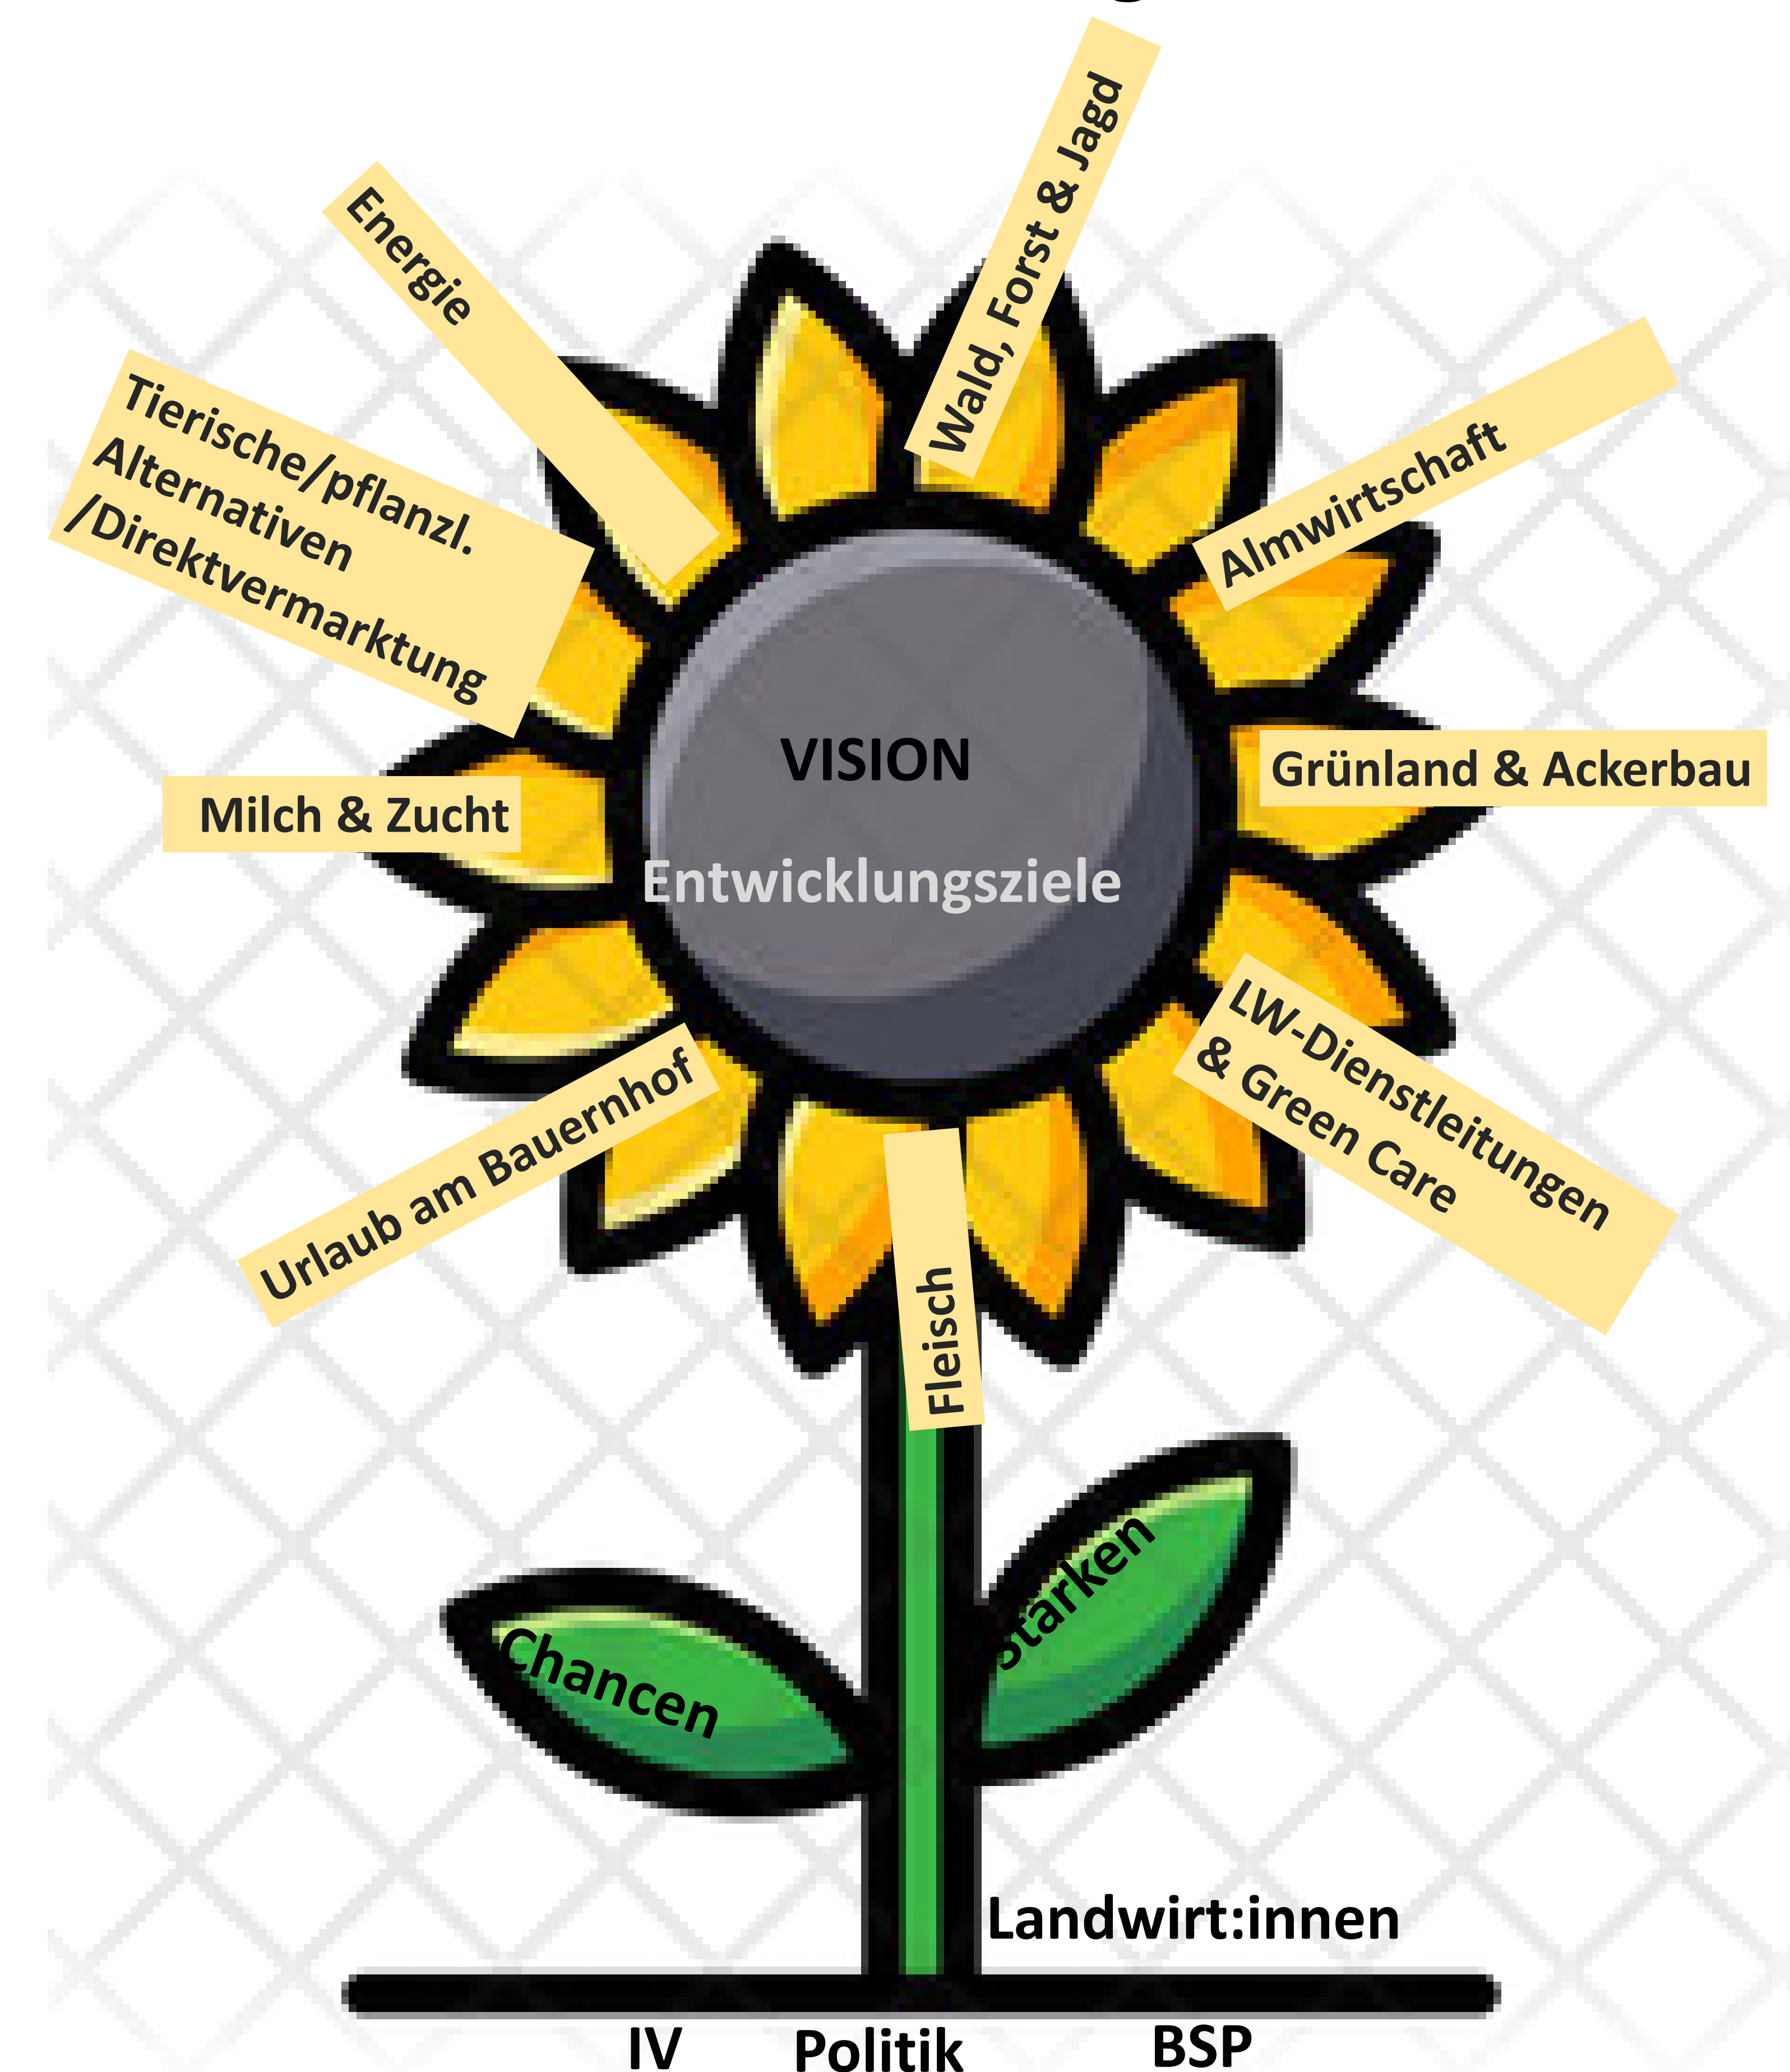 Wald, Forst & Jagd
Energie
Almwirtschaft
Tierische/pflanzl.
Alternativen
/Direktvermarktung
VISION
Grünland & Ackerbau
Milch & Zucht
Entwicklungsziele
LW-Dienstleitungen
& Green Care
Urlaub am Bauernhof
Fleisch
Stärken
Chancen
Landwirt:innen
IV
Politik
BSP